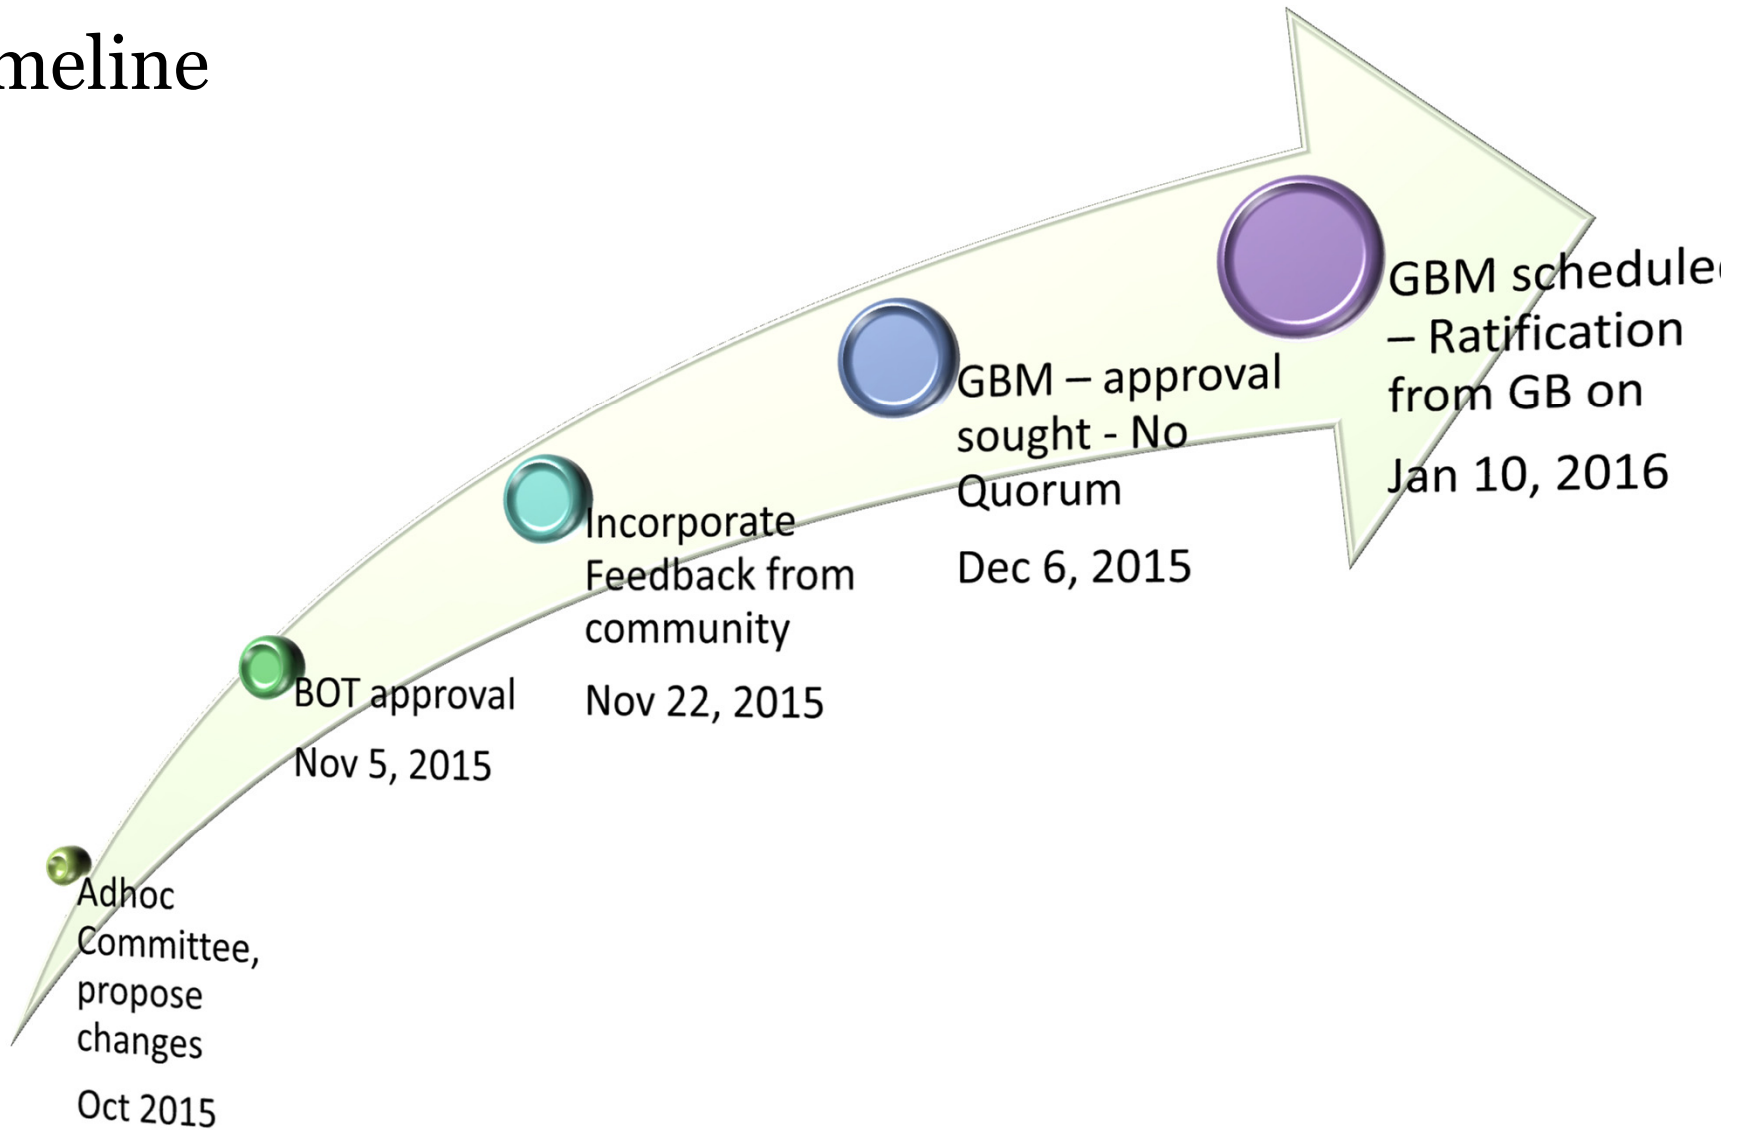 meline
Adhoc
Committee,
propose
changes
Oct 2015
BOT approval
Nov 5, 2015
Incorporate
Feedback from
community
Nov 22, 2015
GBM – approval
sought - No
Quorum
Dec 6, 2015
GBM schedule
– Ratification
from GB on
Jan 10, 2016